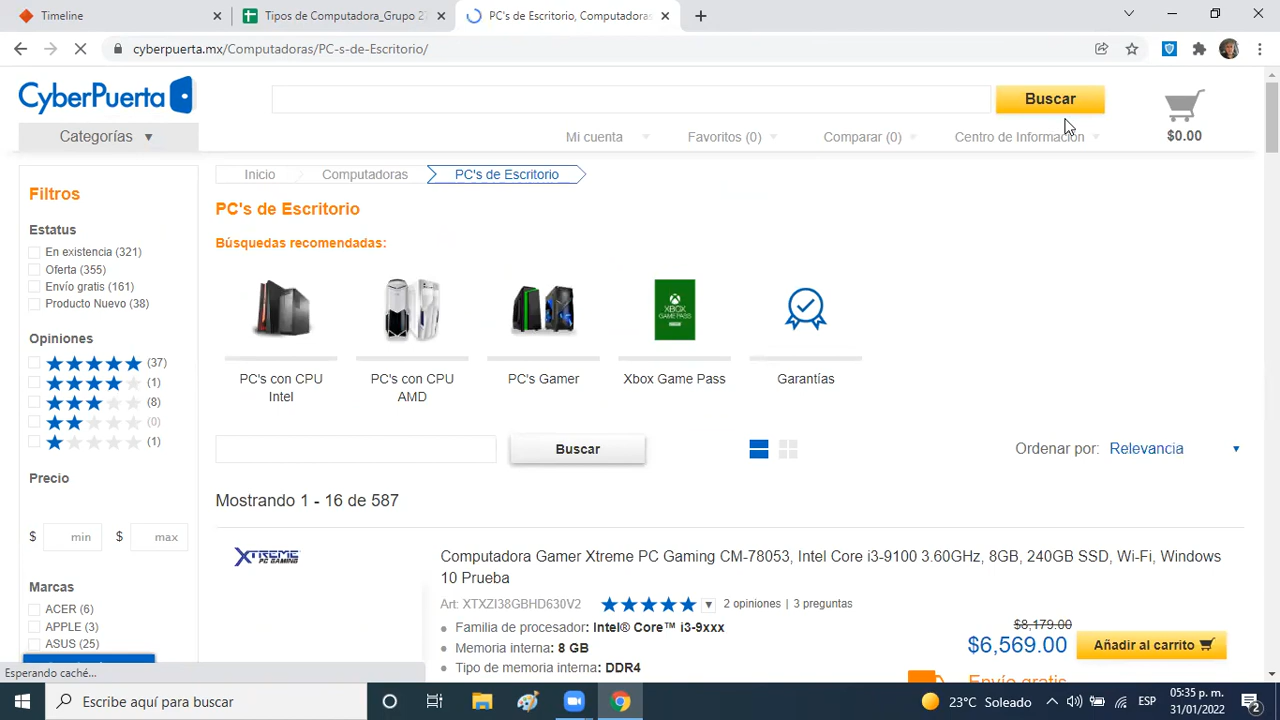 Timeline
Tipos de Computadora_Grupo 2
PC's de Escritorio, Computadoras
cyberpuerta.mx/Computadoras/PC-s-de-Escritorio/
CyberPuerta
Buscar
$0.00
Categorías
Mi cuenta
Favoritos (0)
Comparar (0)
Centro de Información
Filtros
Inicio
Computadoras
PC's de Escritorio
PC's de Escritorio
Búsquedas recomendadas:
Estatus
En existencia (321)
Oferta (355)
Envío gratis (161)
Producto Nuevo (38)
XBOX
GAME PASS
Opiniones
(37)
(1)
(8)
(0)
(1)
PC's con CPU
Intel
PC's con CPU
AMD
PC's Gamer
Xbox Game Pass
Garantías
Buscar
Ordenar por:
Relevancia
Precio
$ min
$ max
Mostrando 1 - 16 de 587
Marcas
ACER (6)
APPLE (3)
ASUS (25)
XTREME
PC GAMING
Computadora Gamer Xtreme PC Gaming CM-78053, Intel Core i3-9100 3.60GHz, 8GB, 240GB SSD, Wi-Fi, Windows
10 Prueba
Art: XTXZI38GBHD630V2
2 opiniones | 3 preguntas
Familia de procesador: Intel® Core™ i3-9xxx
Memoria interna: 8 GB
Tipo de memoria interna: DDR4
$8,179.00
$6,569.00
Añadir al carrito
Envío gratis
Esperando caché...
Escribe aquí para buscar
23°C Soleado
ESP
05:35 p. m.
31/01/2022
2